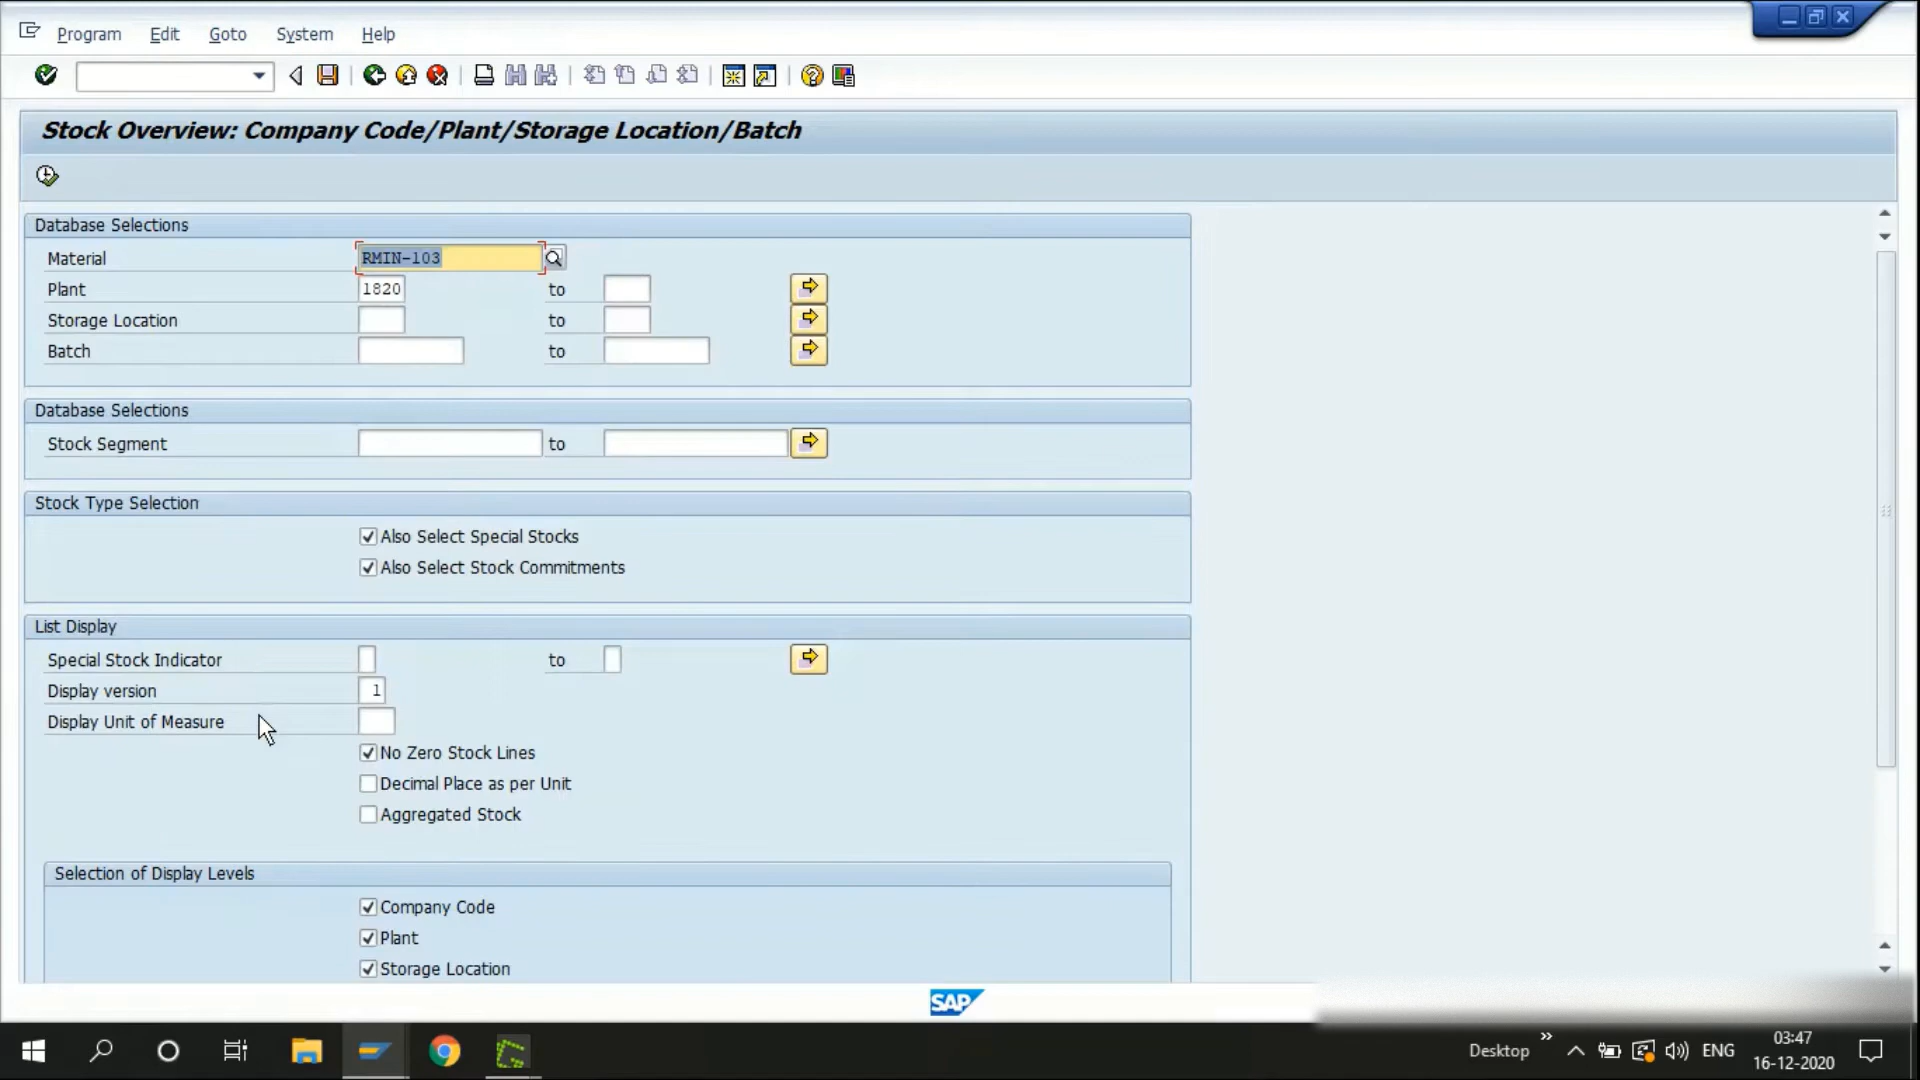 Program Edit Goto System Help
Stock Overview: Company Code/Plant/Storage Location/Batch
Database Selections
Material RMIN-103
Plant 1820 to
Storage Location to
Batch to
Database Selections
Stock Segment to
Stock Type Selection
Also Select Special Stocks
Also Select Stock Commitments
List Display
Special Stock Indicator to
Display version 1
Display Unit of Measure
No Zero Stock Lines
Decimal Place as per Unit
Aggregated Stock
Selection of Display Levels
Company Code
Plant
Storage Location
SAP
Desktop ENG 03:47
16-12-2020